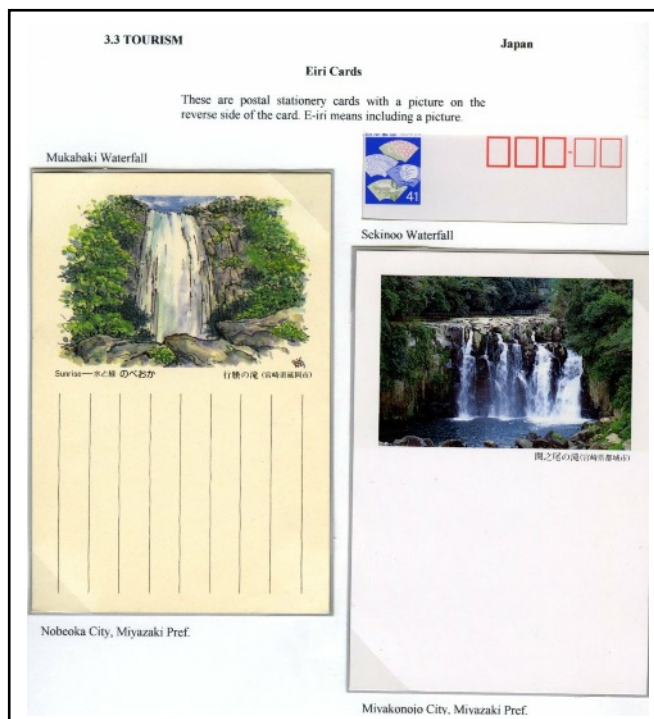 3.3 TOURISM
Japan
Eiri Cards
These are postal stationery cards with a picture on the
reverse side of the card. E-iri means including a picture.
Mukabaki Waterfall
41
Sekinoo Waterfall
Sunrise—水と緑 のべおか
行縢の滝(宮崎県延岡市)
関之尾の滝(宮崎県都城市)
Nobeoka City, Miyazaki Pref.
Miyakonojo City, Miyazaki Pref.